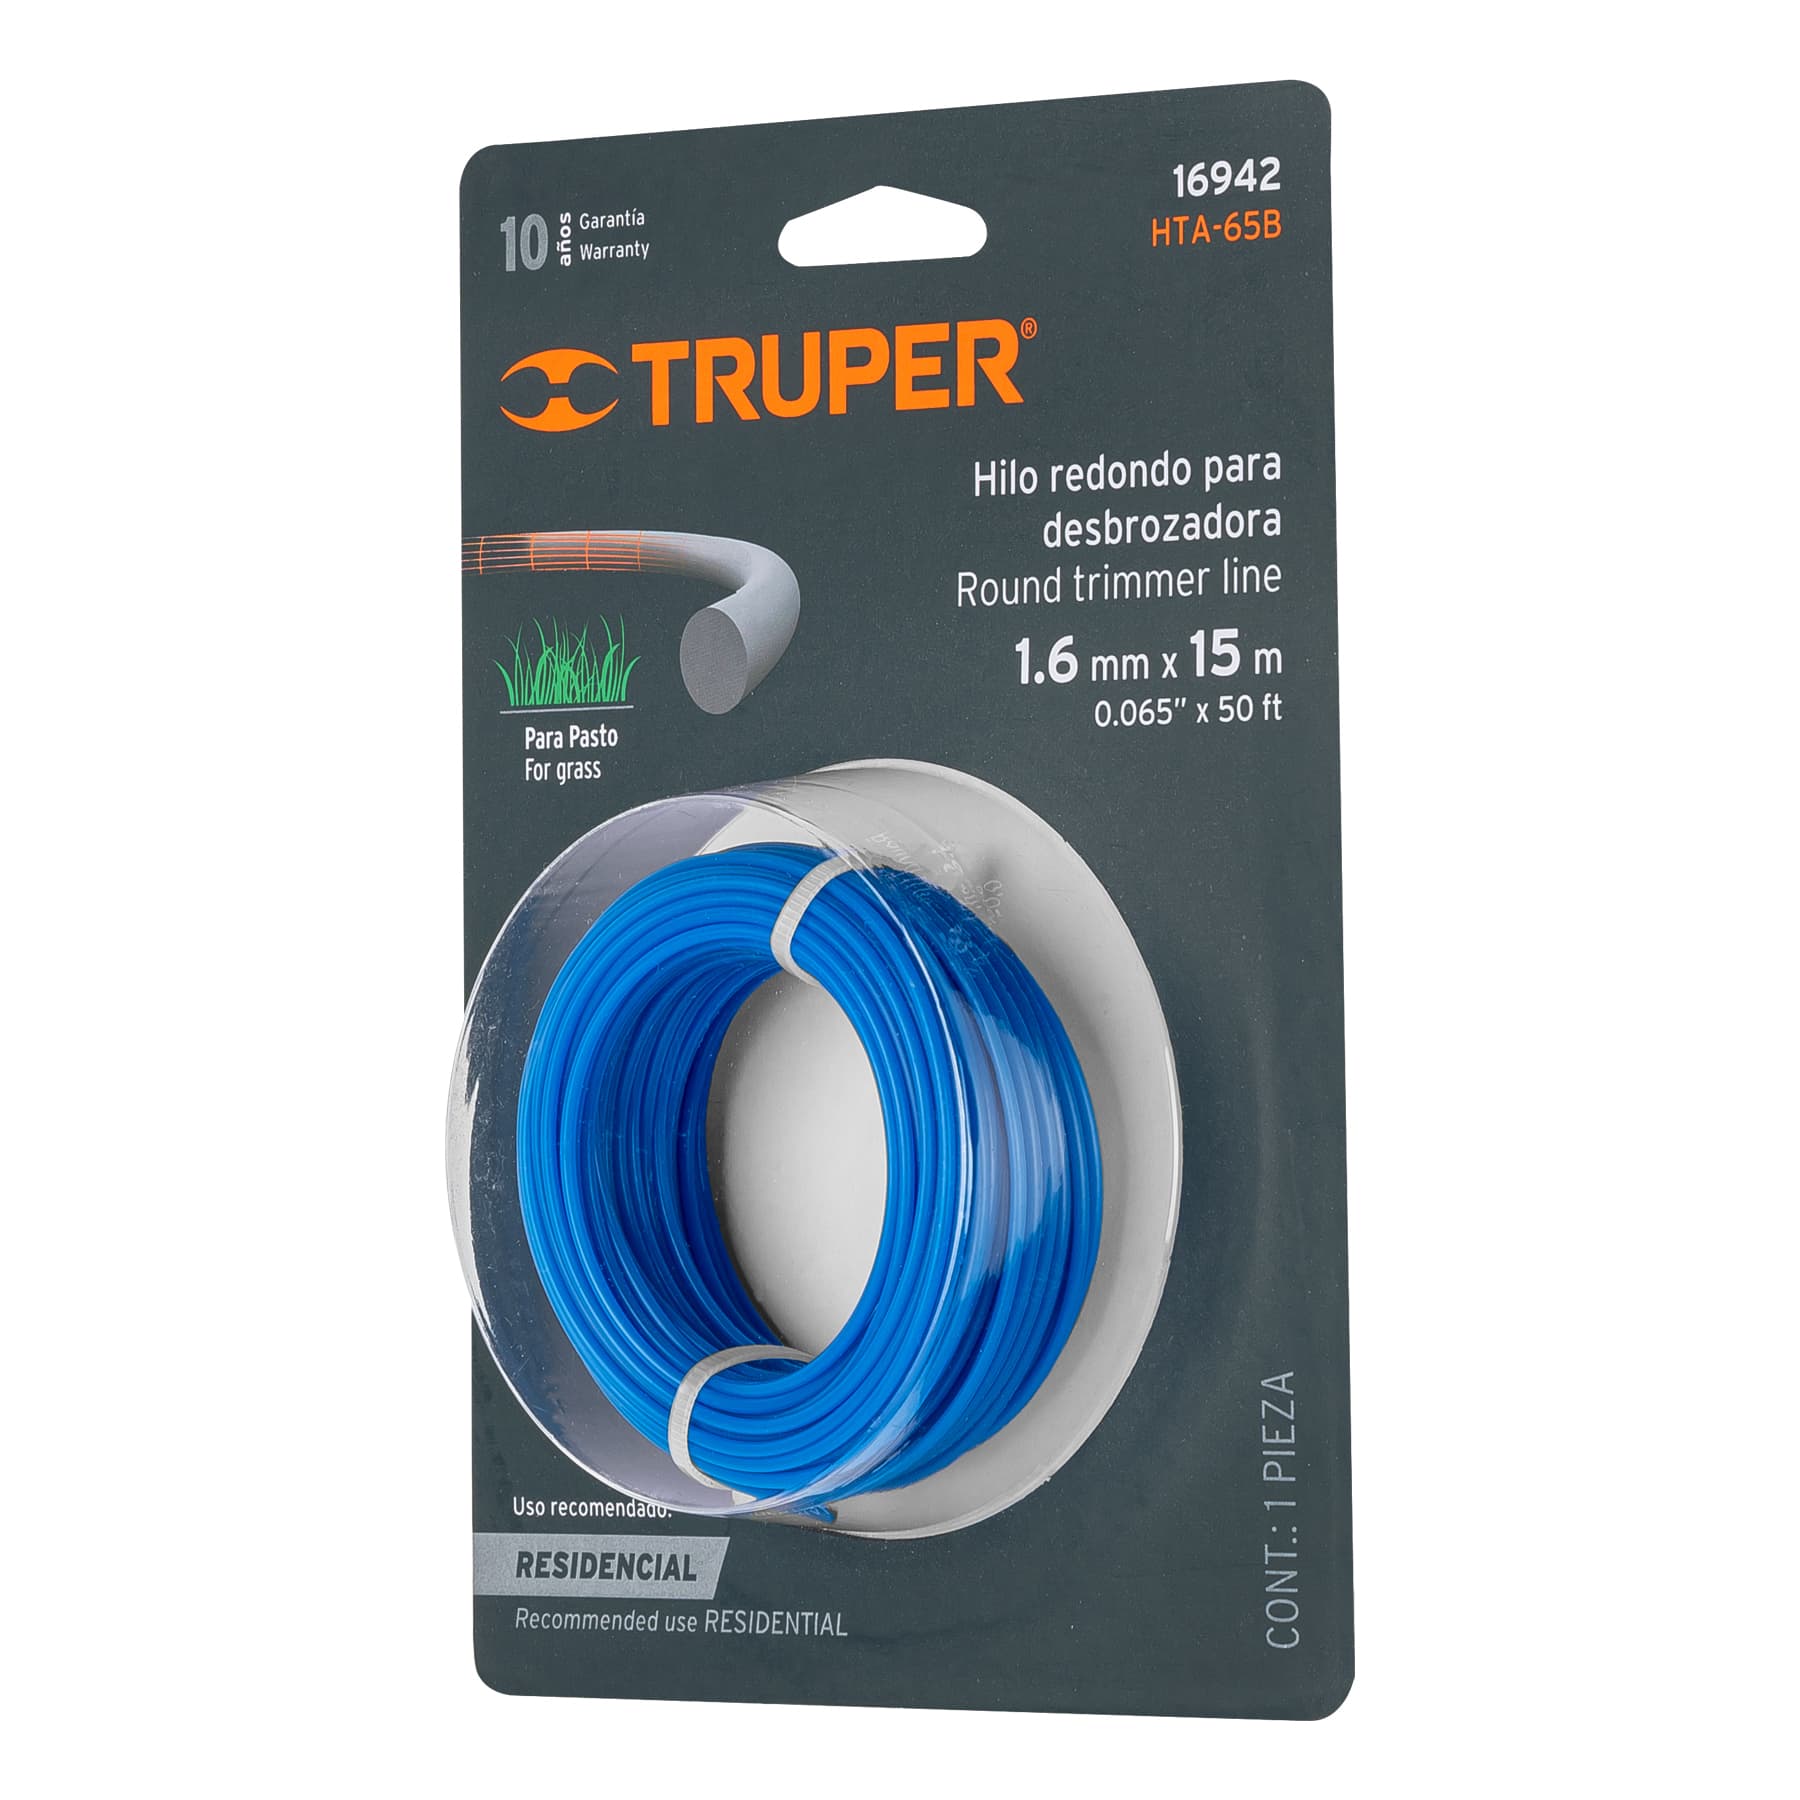 10 años Garantía
Warranty
16942
HTA-65B
TRUPER®
Hilo redondo para
desbrozadora
Round trimmer line
1.6 mm x 15 m
0.065" x 50 ft
Para Pasto
For grass
Uso recomendado:
RESIDENCIAL
Recommended use RESIDENTIAL
CONT.: 1 PIEZA